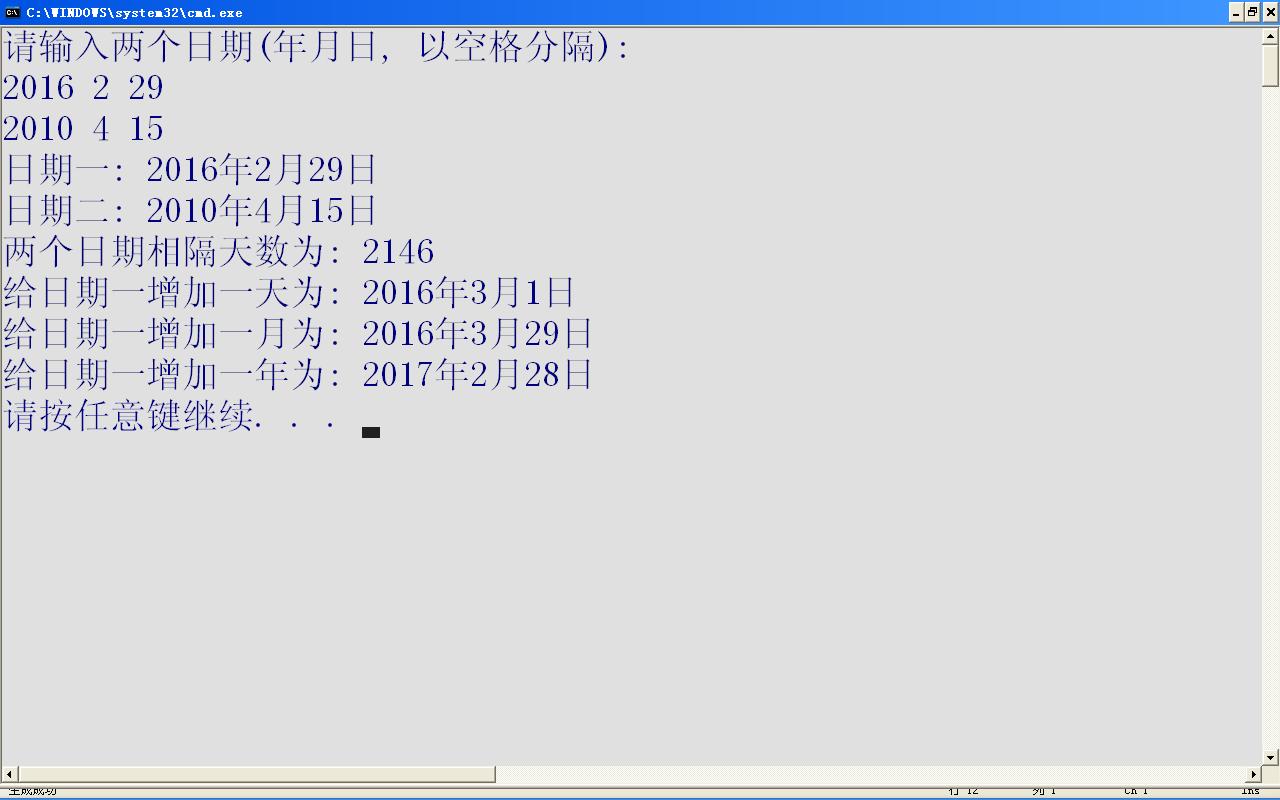 C:\WINDOWS\system32\cmd.exe
请输入两个日期(年月日, 以空格分隔):
2016 2 29
2010 4 15
日期一: 2016年2月29日
日期二: 2010年4月15日
两个日期相隔天数为: 2146
给日期一增加一天为: 2016年3月1日
给日期一增加一月为: 2016年3月29日
给日期一增加一年为: 2017年2月28日
请按任意键继续. . .
生成成功 行 12 列 1 Ch 1 Ins